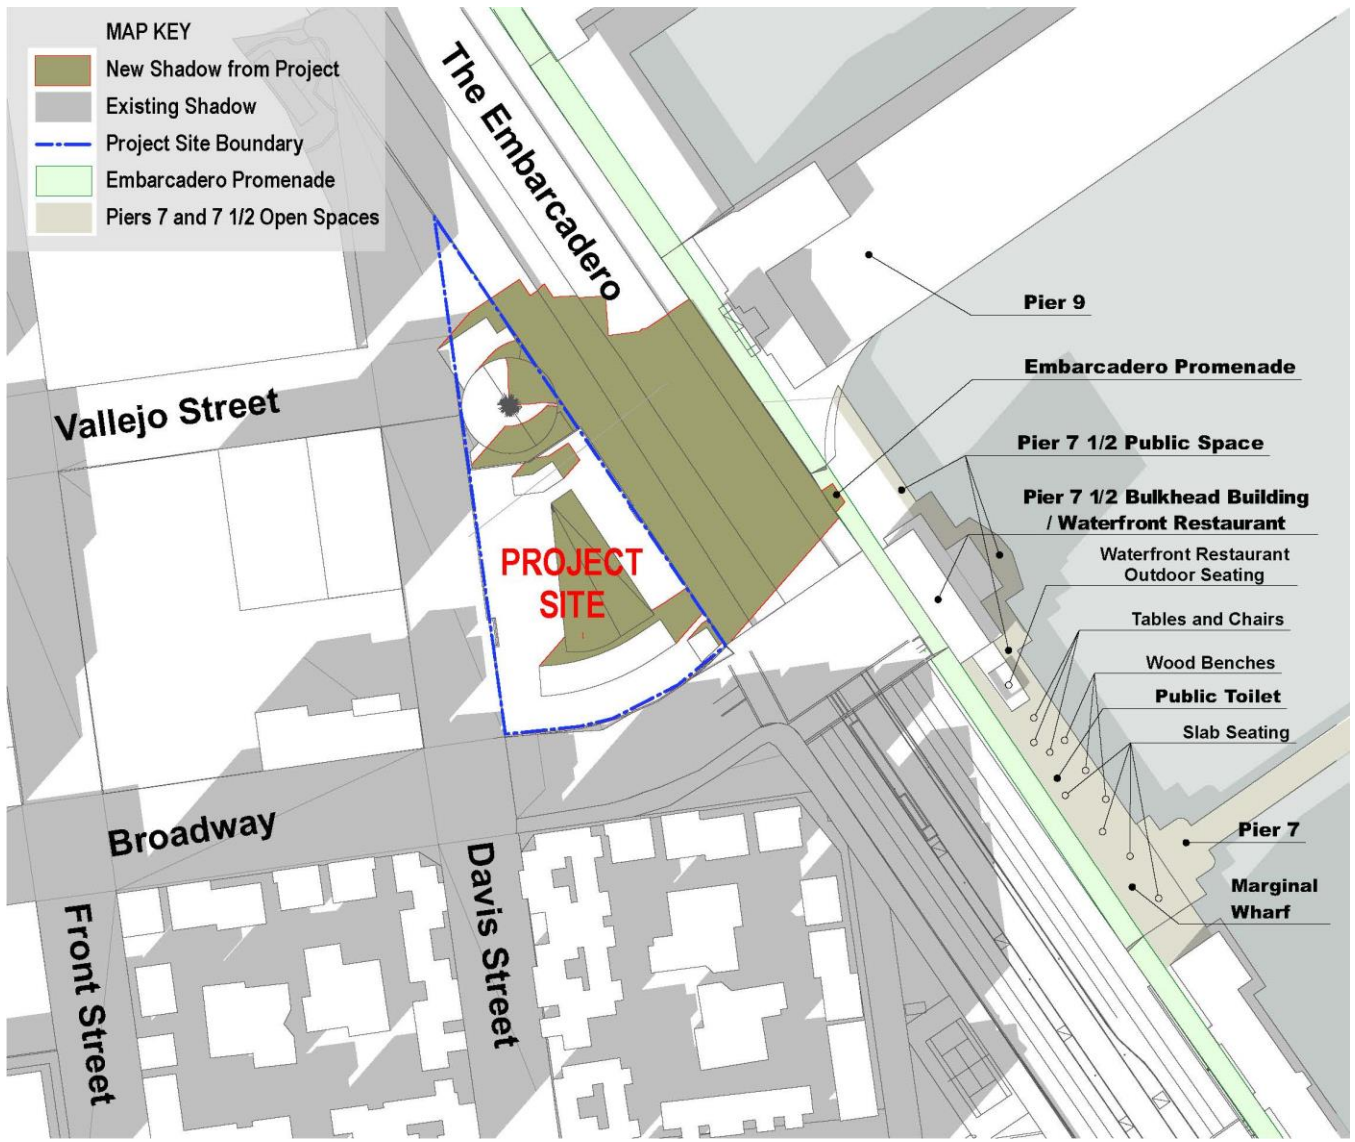 MAP KEY
New Shadow from Project
Existing Shadow
Project Site Boundary
Embarcadero Promenade
Piers 7 and 7 1/2 Open Spaces
The Embarcadero
Pier 9
Embarcadero Promenade
Vallejo Street
Pier 7 1/2 Public Space
Pier 7 1/2 Bulkhead Building
/ Waterfront Restaurant
Waterfront Restaurant
Outdoor Seating
PROJECT
SITE
Tables and Chairs
Wood Benches
Public Toilet
Slab Seating
Broadway
Pier 7
Davis Street
Front Street
Marginal
Wharf